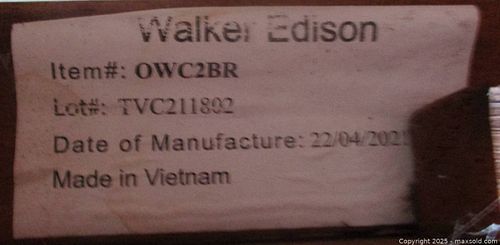 Walker Edison
Item#: OWC2BR
Lot#: TVC211802
Date of Manufacture: 22/04/2021
Made in Vietnam
Copyright 2025 - maxsold.com